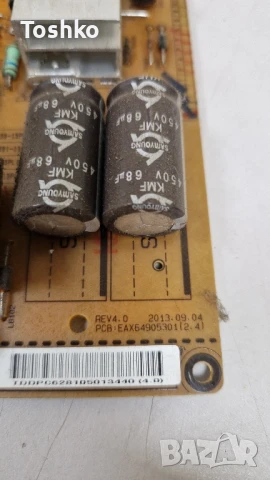 450V 68µF
KMF
SAMYOUNG
450V 68µF
KMF
SAMYOUNG
S
S
REV4.0 2013.09.04
PCB:EAX64905301(2.4)
bazar.bg